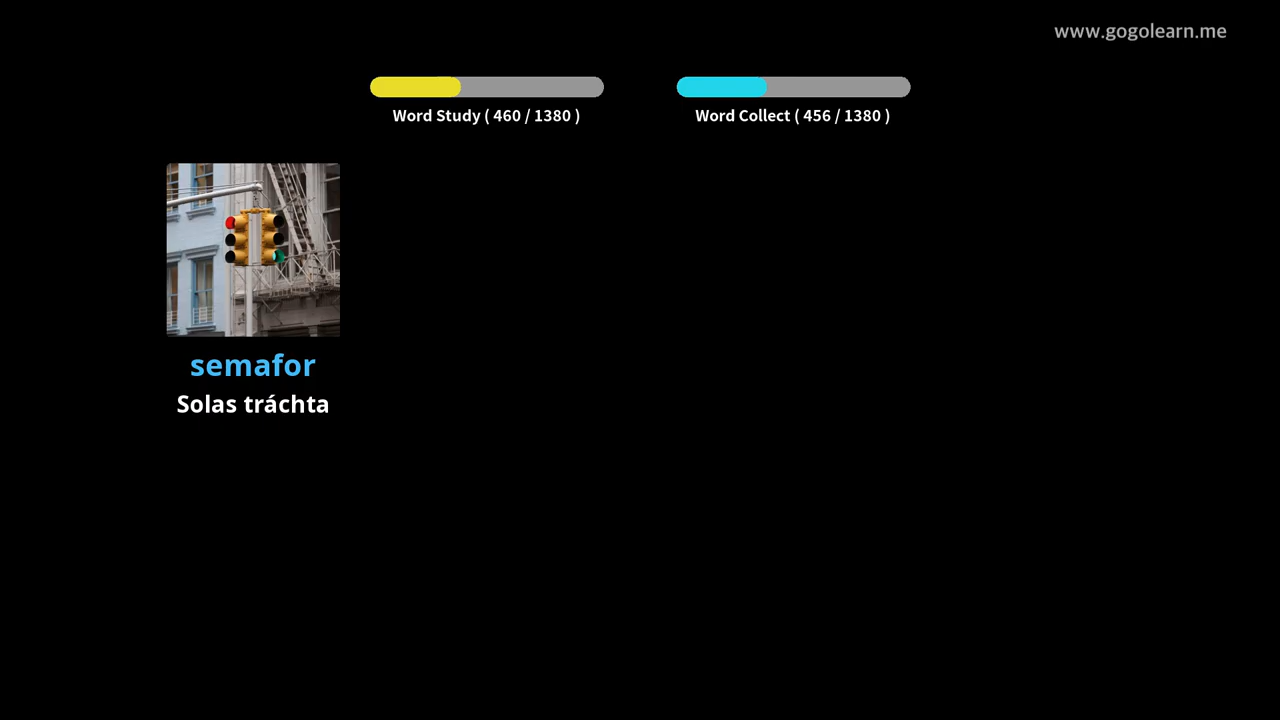 www.gogolearn.me
Word Study ( 460 / 1380 )
Word Collect ( 456 / 1380 )
semafor
Solas tráchta